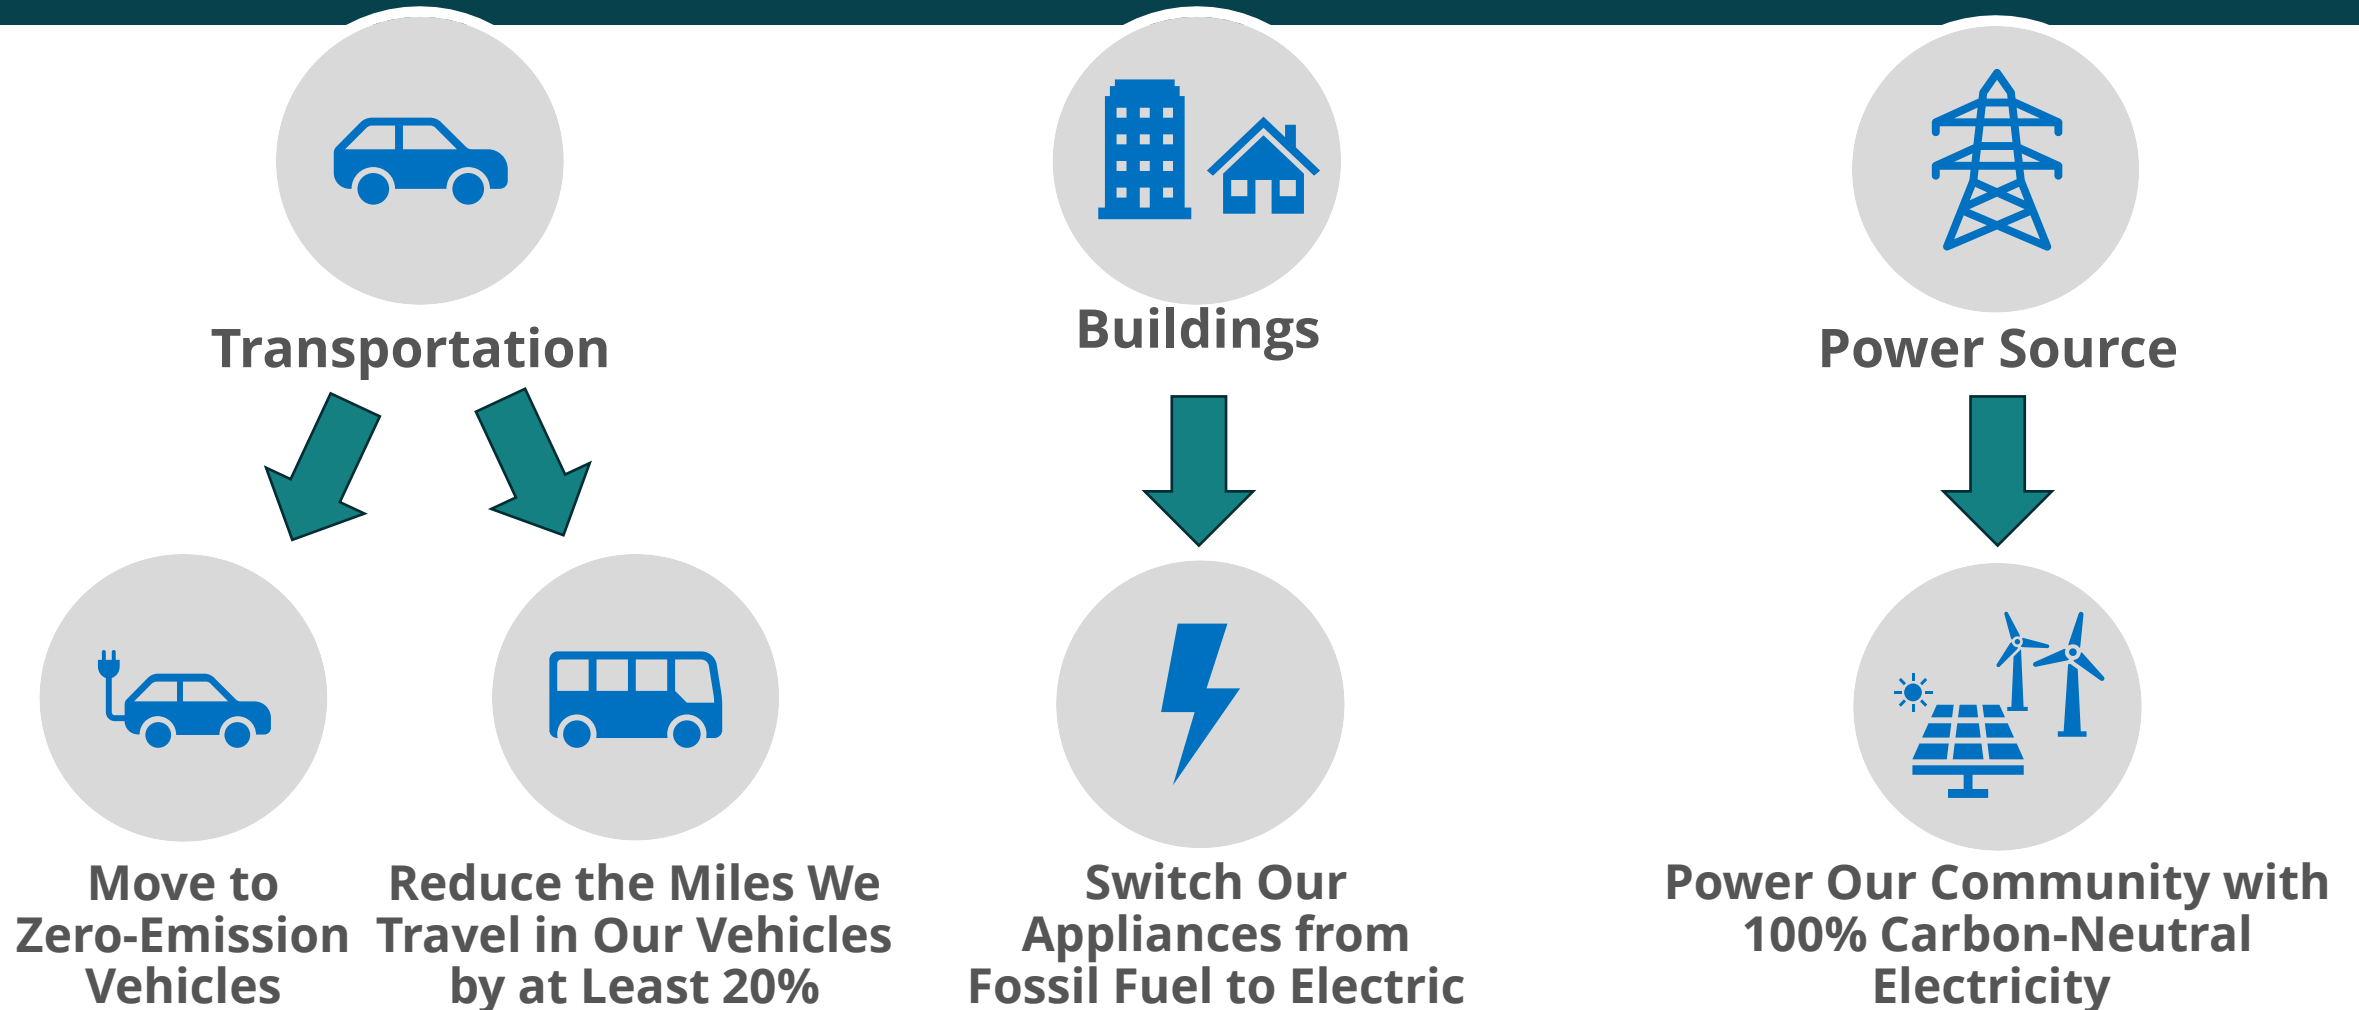 Transportation
Buildings
Power Source
Move to
Zero-Emission
Vehicles
Reduce the Miles We
Travel in Our Vehicles
by at Least 20%
Switch Our
Appliances from
Fossil Fuel to Electric
Power Our Community with
100% Carbon-Neutral
Electricity